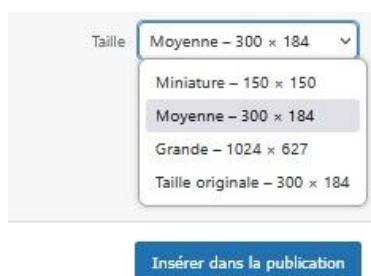 Taille Moyenne – 300 × 184
Miniature – 150 × 150
Moyenne – 300 × 184
Grande – 1024 × 627
Taille originale – 300 × 184
Insérer dans la publication